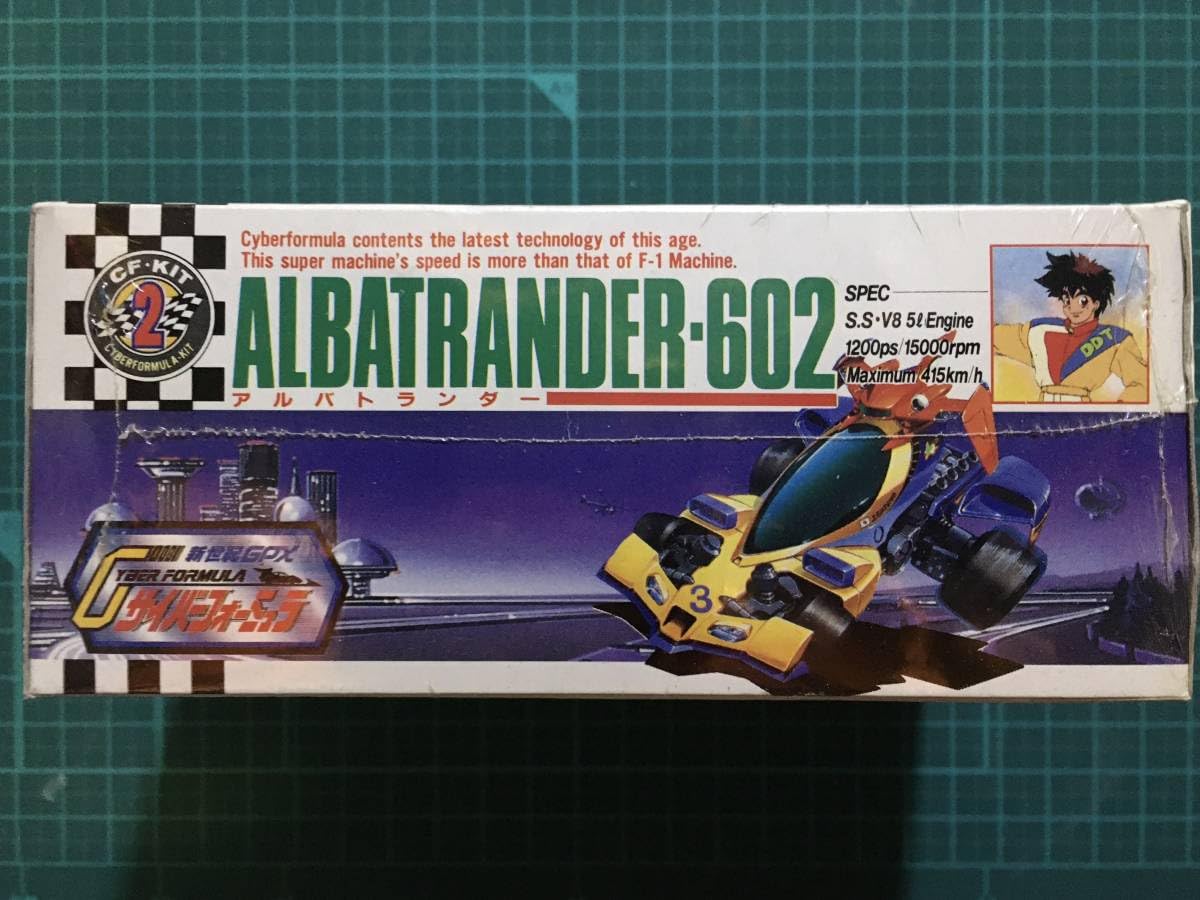 CF・KIT
2
CYBERFORMULA・KIT
Cyberformula contents the latest technology of this age.
This super machine's speed is more than that of F-1 Machine.
ALBATRANDER・602
アルバトランダー
SPEC
S.S・V8 5ℓEngine
1200ps/15000rpm
Maximum 415km/h
DDT
3
新世紀GPX
CYBER FORMULA
サイバーフォーミュラ
A5